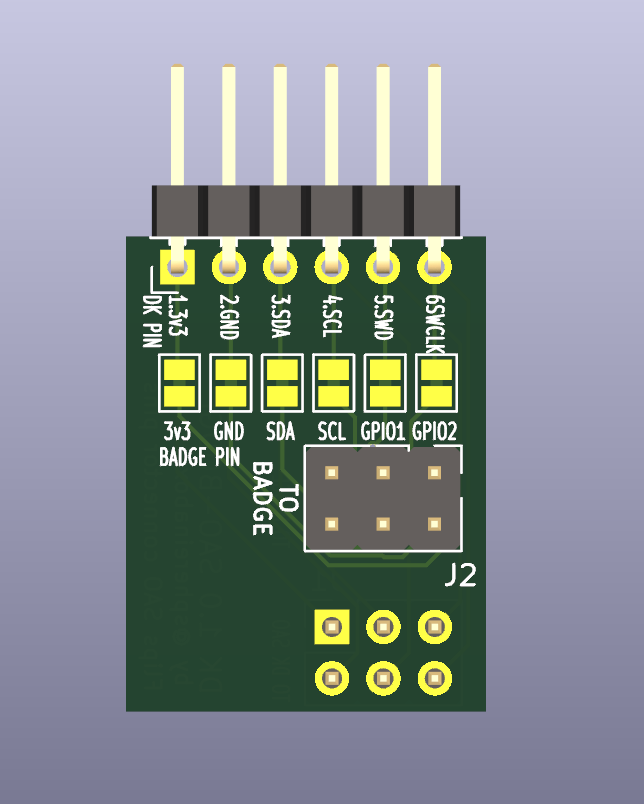 DK PIN
1.3v3
2.GND
3.SDA
4.SCL
5.SWD
6SWCLK
3v3 GND SDA SCL GPIO1 GPIO2
BADGE PIN
TO
BADGE
J2